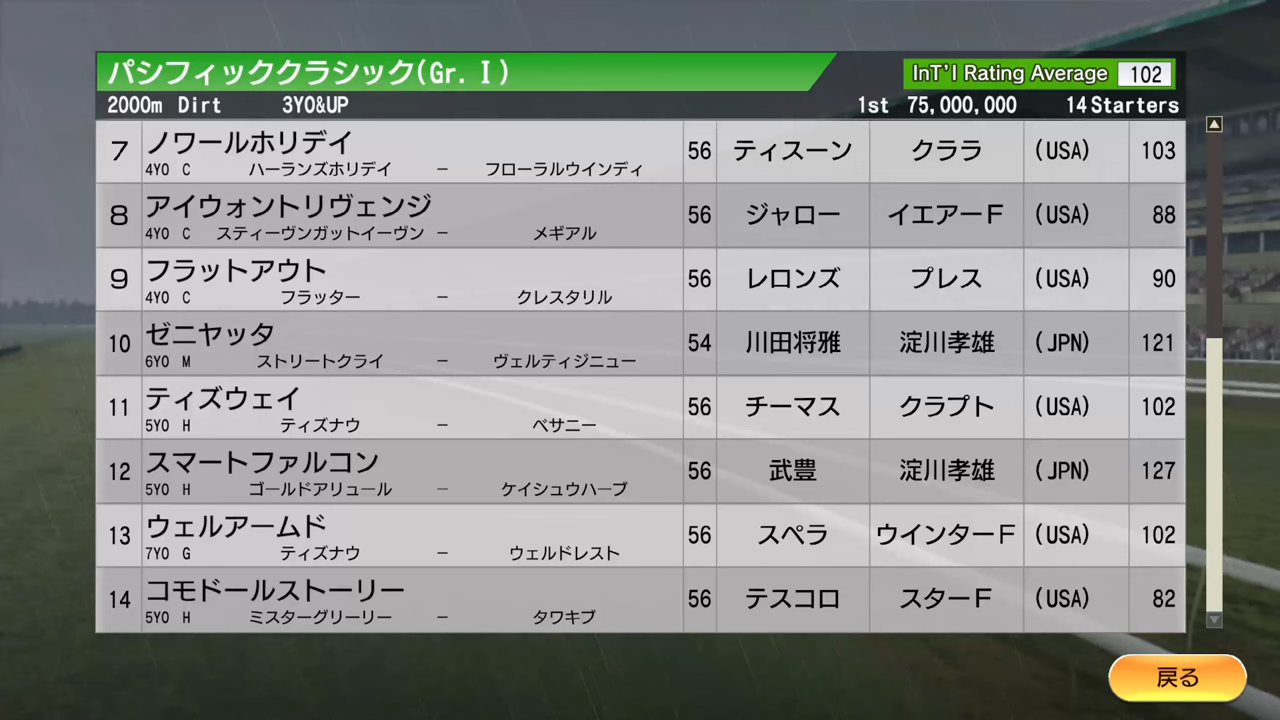 パシフィッククラシック(Gr.Ⅰ)
InT'l Rating Average 102
2000m Dirt 3YO&UP 1st 75,000,000 14Starters
7 ノワールホリデイ 56 ティスーン クララ (USA) 103
4YO C ハーランズホリデイ － フローラルウインディ
8 アイウォントリヴェンジ 56 ジャロー イエアーF (USA) 88
4YO C スティーヴンガットイーヴン － メギアル
9 フラットアウト 56 レロンズ プレス (USA) 90
4YO C フラッター － クレスタリル
10 ゼニヤッタ 54 川田将雅 淀川孝雄 (JPN) 121
6YO M ストリートクライ － ヴェルティジニュー
11 ティズウェイ 56 チーマス クラプト (USA) 102
5YO H ティズナウ － ベサニー
12 スマートファルコン 56 武豊 淀川孝雄 (JPN) 127
5YO H ゴールドアリュール － ケイシュウハーブ
13 ウェルアームド 56 スペラ ウインターF (USA) 102
7YO G ティズナウ － ウェルドレスト
14 コモドールストーリー 56 テスコロ スターF (USA) 82
5YO H ミスターグリーリー － タワキブ
戻る